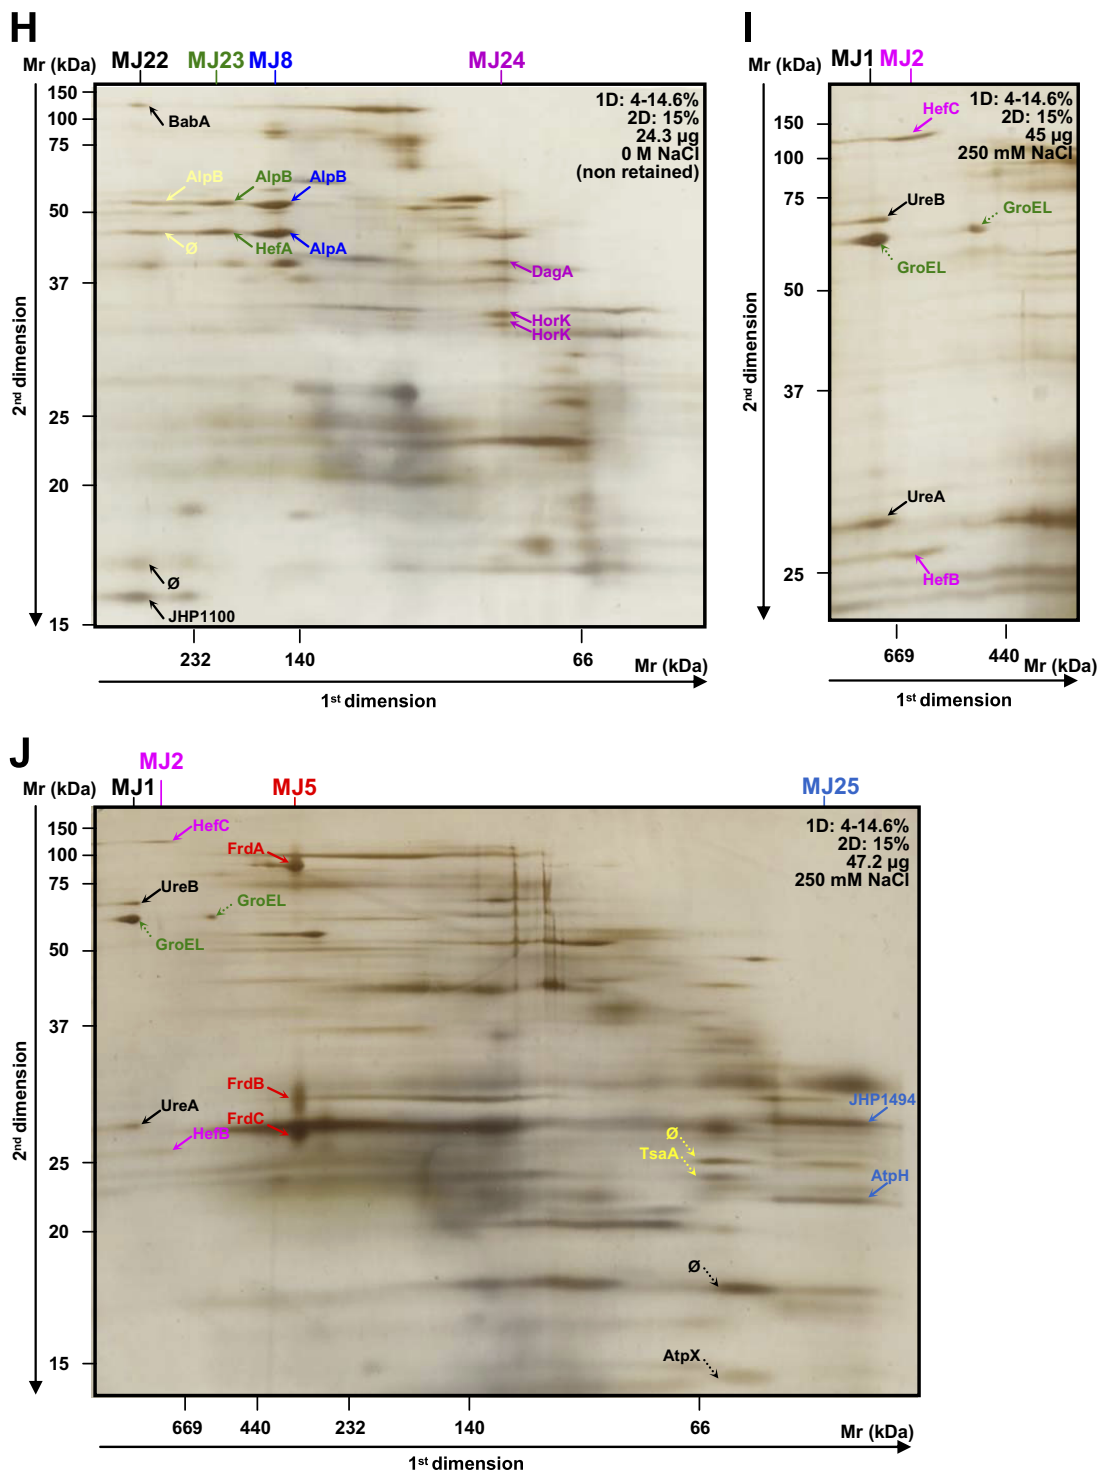 H
MJ22 MJ23 MJ8 MJ24
Mr (kDa)
150
100
75
50
37
25
20
15
2nd dimension
1D: 4-14.6%
2D: 15%
24.3 µg
0 M NaCl
(non retained)
BabA
AlpB AlpB AlpB
Ø HefA AlpA
DagA
HorK
HorK
Ø
JHP1100
232 140 66 Mr (kDa)
1st dimension
I
MJ1 MJ2
Mr (kDa)
150
100
75
50
37
25
2nd dimension
1D: 4-14.6%
2D: 15%
45 µg
250 mM NaCl
HefC
UreB
GroEL
GroEL
UreA
HefB
669 440 Mr (kDa)
1st dimension
J
MJ2
MJ1 MJ5 MJ25
Mr (kDa)
150
100
75
50
37
25
20
15
2nd dimension
1D: 4-14.6%
2D: 15%
47.2 µg
250 mM NaCl
HefC
FrdA
UreB
GroEL
GroEL
FrdB
JHP1494
UreA
FrdC
HefB
Ø
TsaA
AtpH
Ø
AtpX
669 440 232 140 66 Mr (kDa)
1st dimension